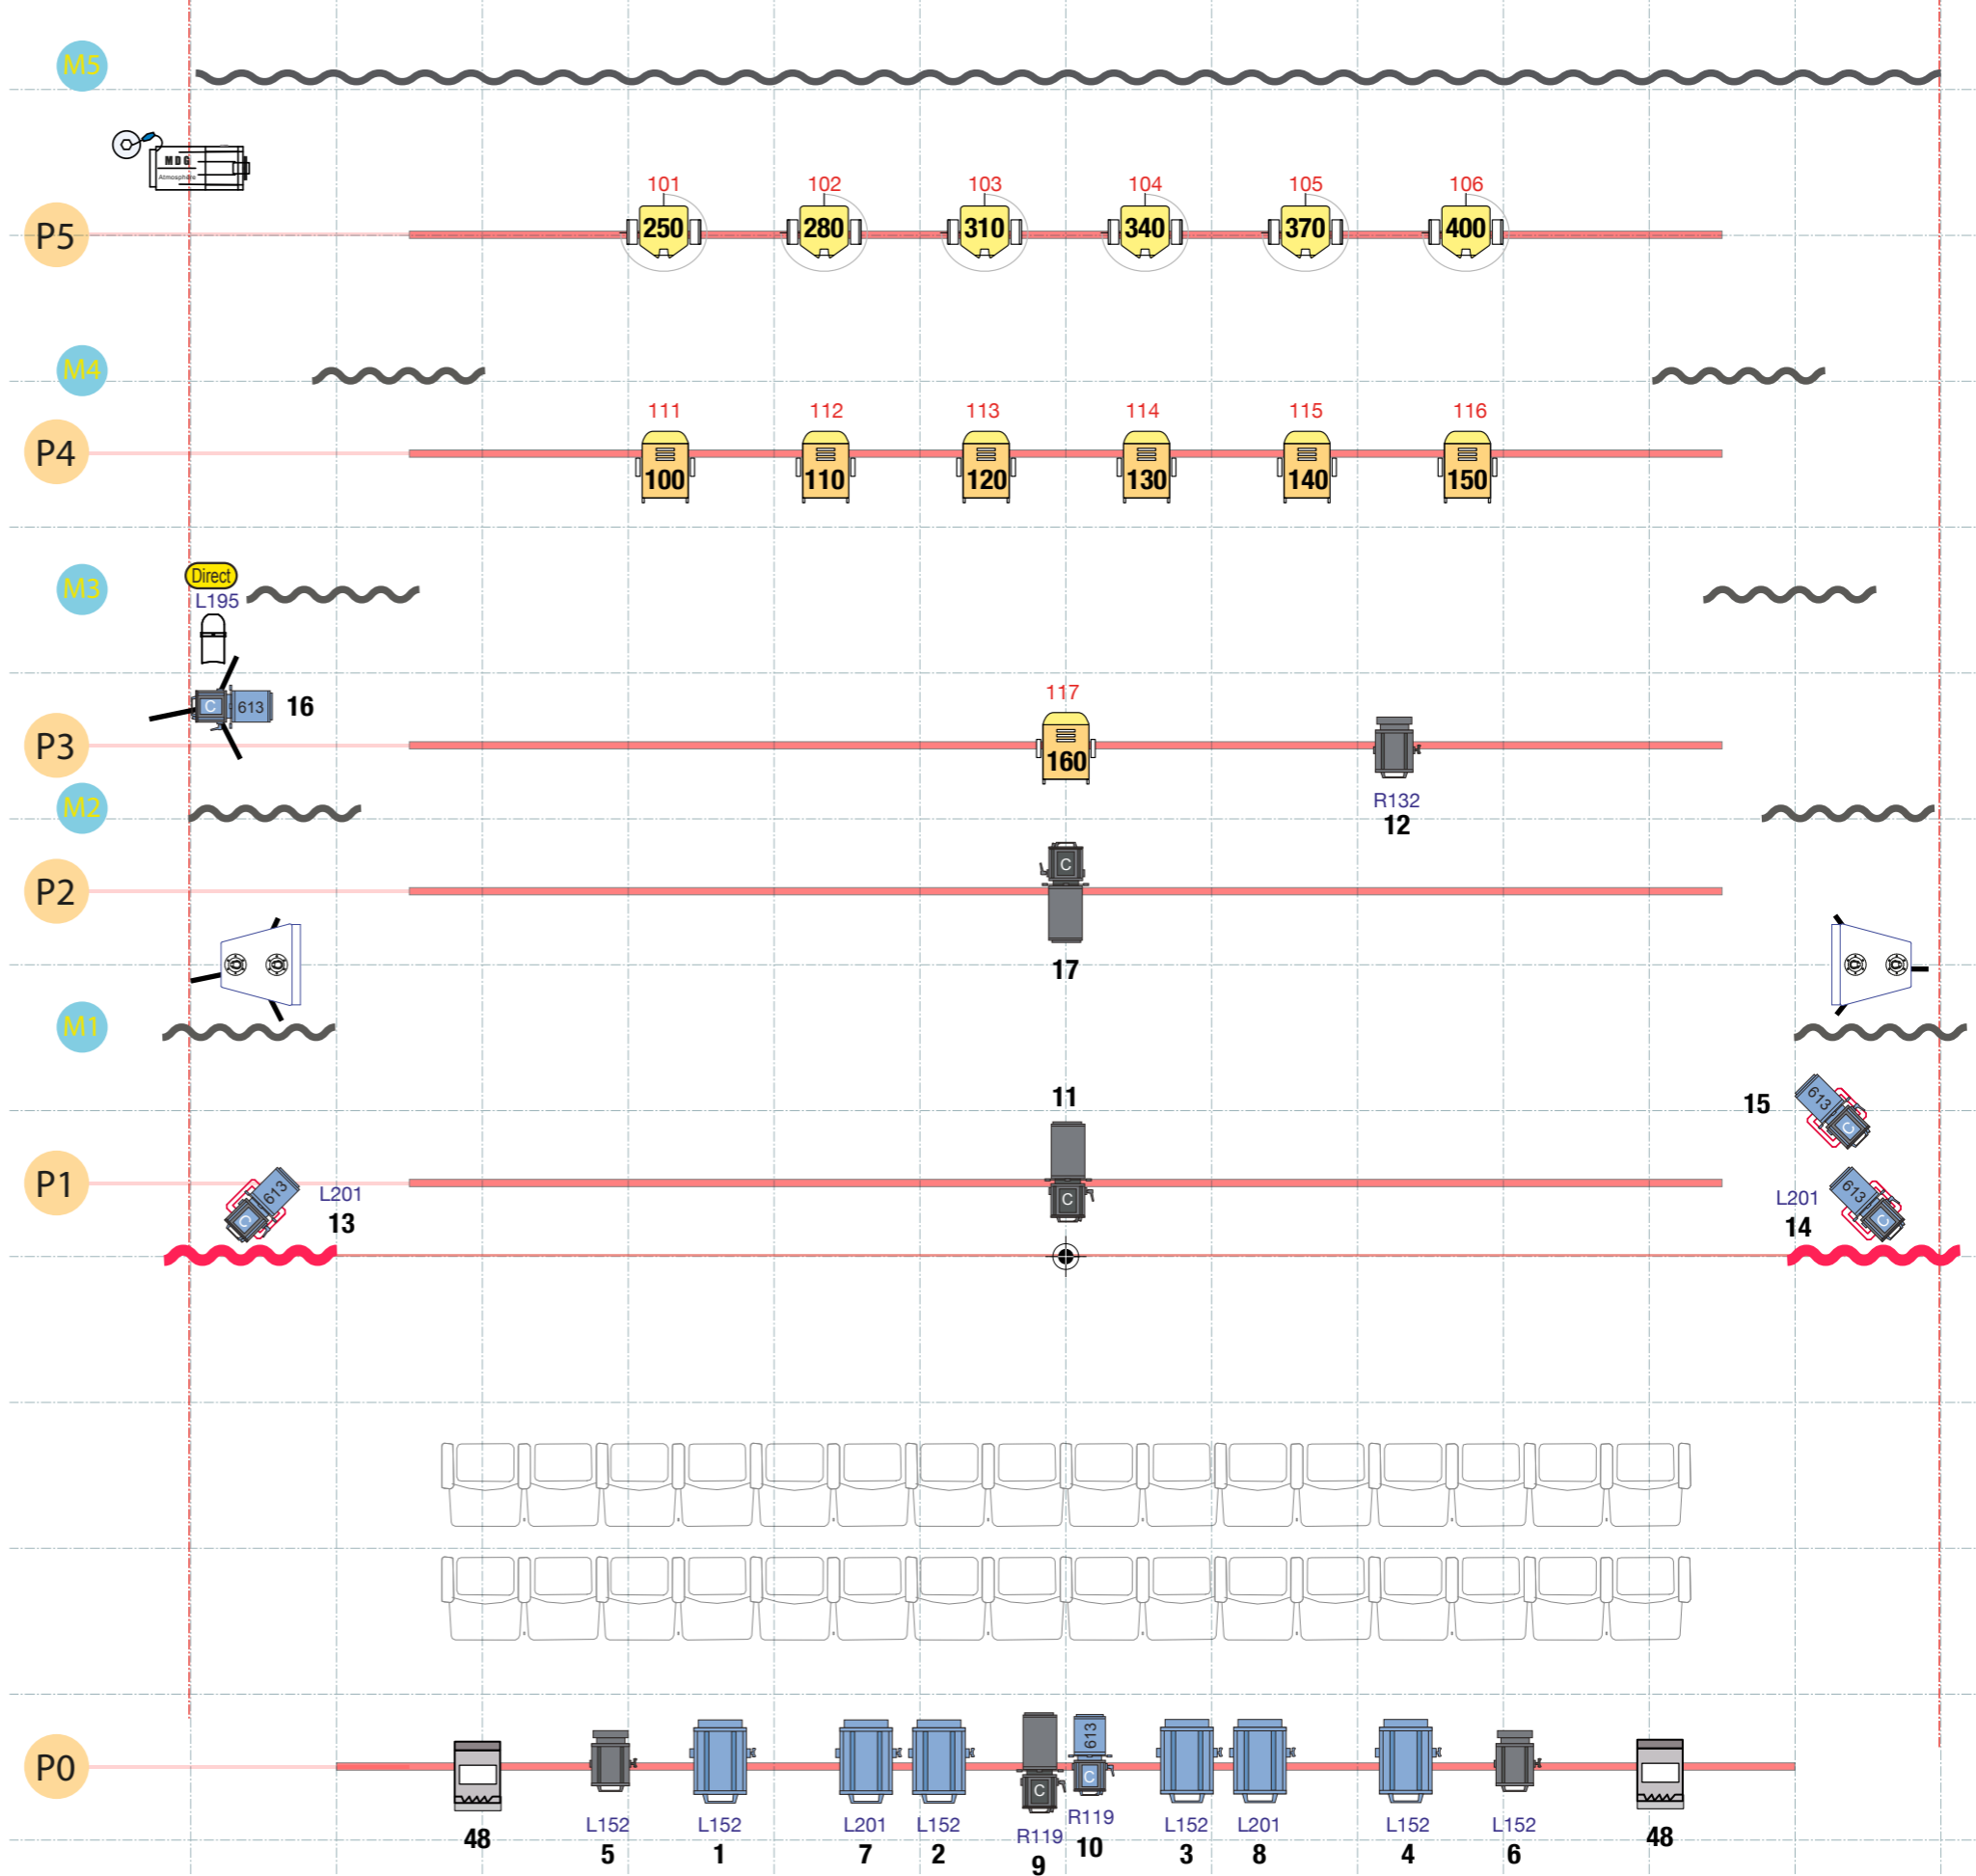 M5
MDG
Atmosphère
101 102 103 104 105 106
P5 250 280 310 340 370 400
M4
111 112 113 114 115 116
P4 100 110 120 130 140 150
Direct
M3
L195
C 613 16
117
P3 160
R132
12
M2
C
P2
17
M1
11
613 15
C
P1 613 L201
C 13
C
613 L201
C 14
P0
613
C C
48
L152
5
L152
1
L201
7
L152
2
R119
9
R119
10
L152
3
L201
8
L152
4
L152
6
48